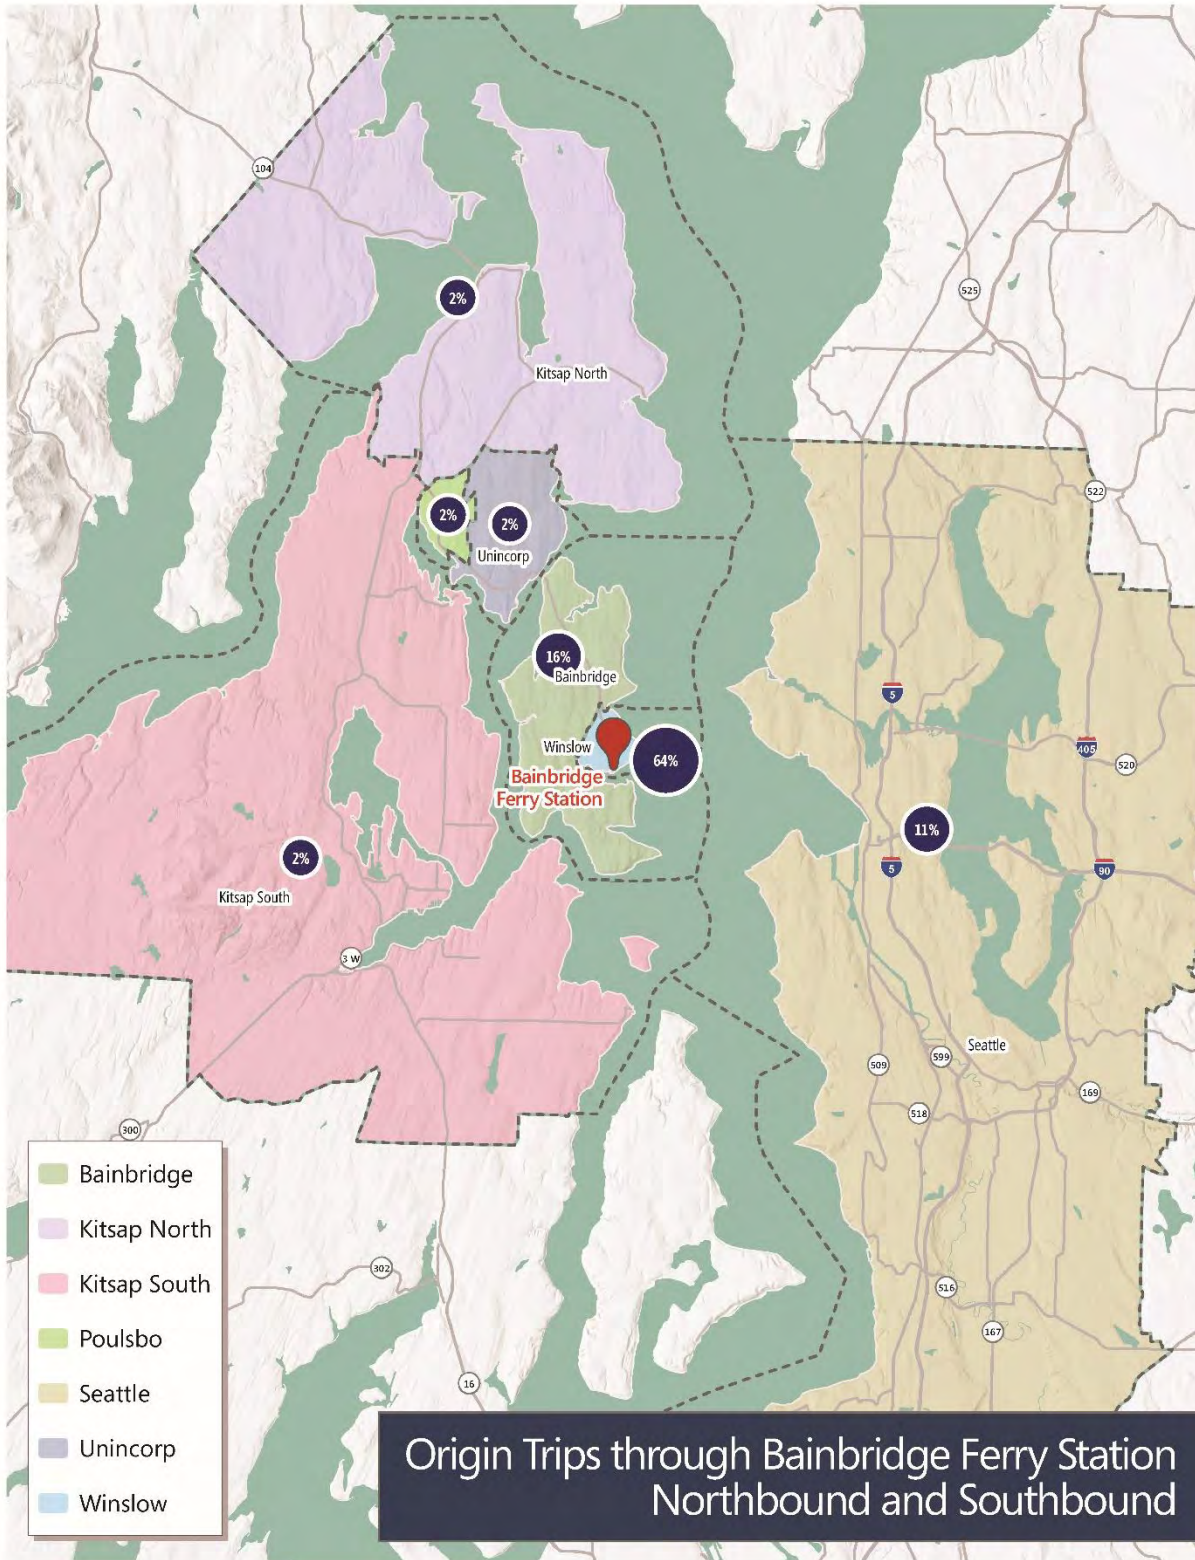 104
525
2%
Kitsap North
522
2%
2%
Unincorp
16%
Bainbridge
5
405
520
Winslow
64%
Bainbridge
Ferry Station
11%
2%
5
90
Kitsap South
3 W
Seattle
599
509
169
518
300
302
516
167
16
Bainbridge
Kitsap North
Kitsap South
Poulsbo
Seattle
Unincorp
Winslow
Origin Trips through Bainbridge Ferry Station
Northbound and Southbound